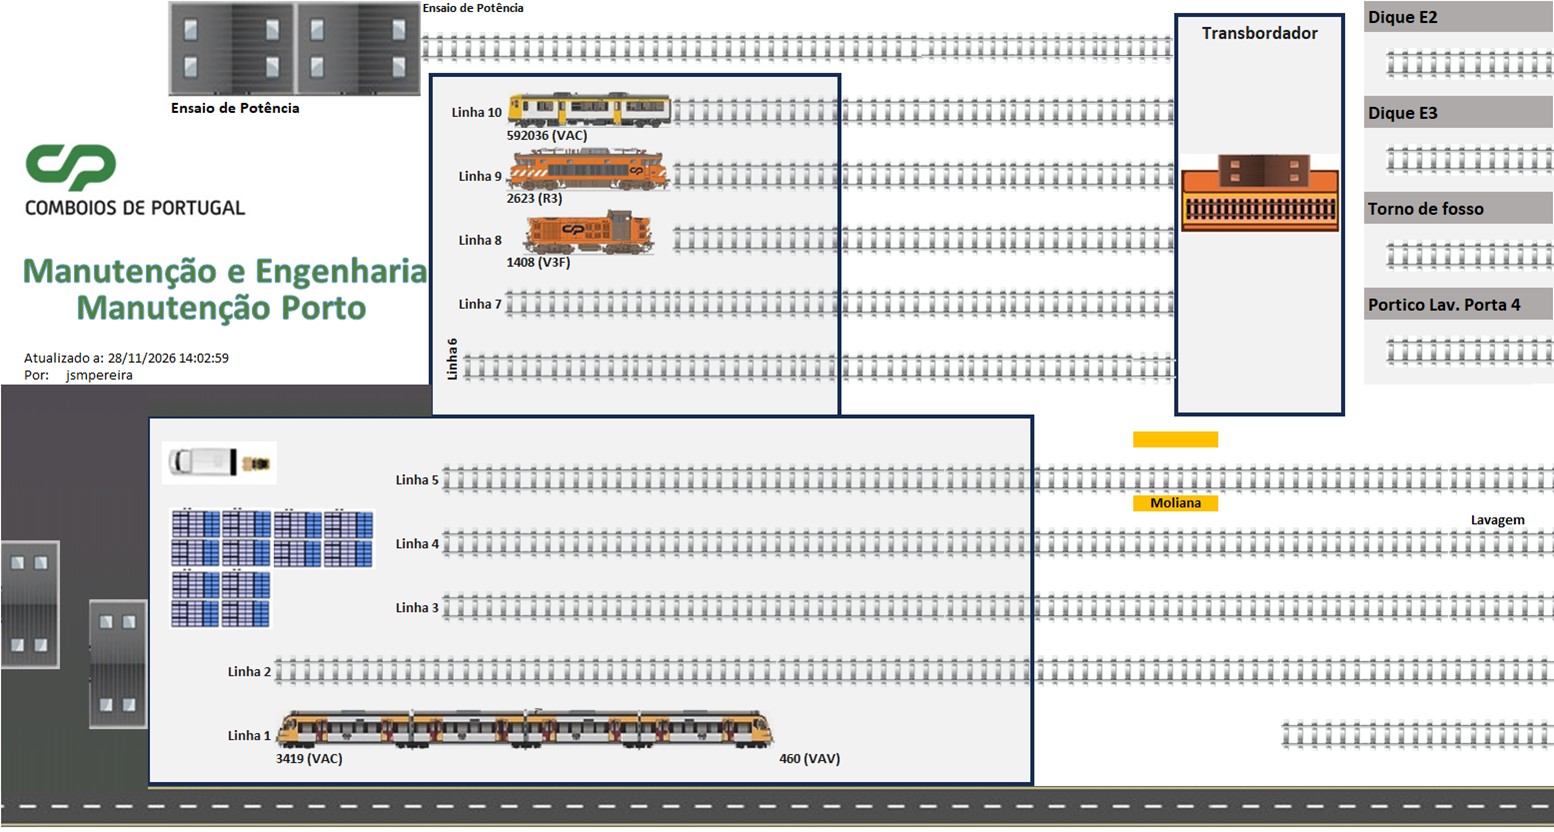 Ensaio de Potência
Ensaio de Potência
Transbordador
Dique E2
Dique E3
Torno de fosso
Portico Lav. Porta 4
CP
COMBOIOS DE PORTUGAL
Manutenção e Engenharia
Manutenção Porto
Atualizado a: 28/11/2026 14:02:59
Por: jsmpereira
Linha 10
592036 (VAC)
Linha 9
2623 (R3)
Linha 8
1408 (V3F)
Linha 7
Linha 6
Linha 5
Moliana
Lavagem
Linha 4
Linha 3
Linha 2
Linha 1
3419 (VAC)
460 (VAV)